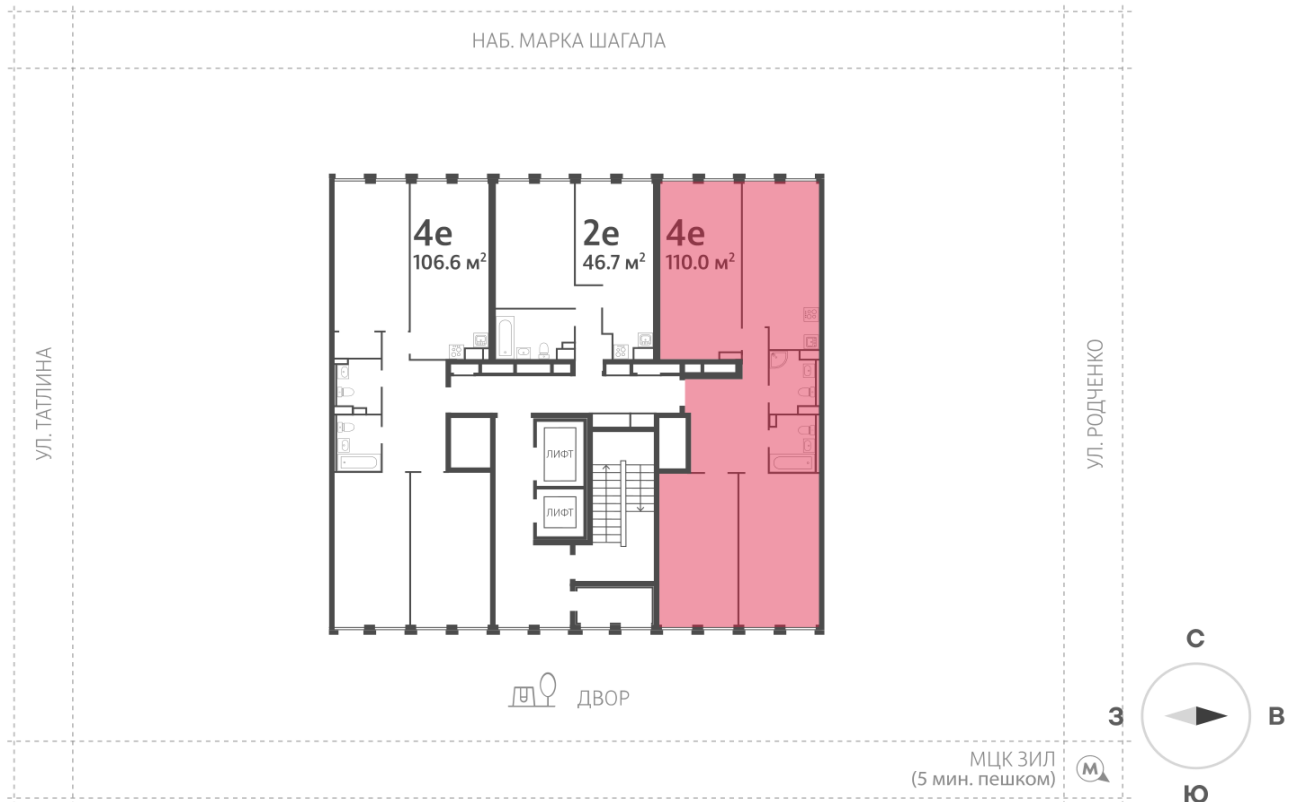 НАБ. МАРКА ШАГАЛА
УЛ. ТАТЛИНА
4е
106.6 м²
2е
46.7 м²
4е
110.0 м²
УЛ. РОДЧЕНКО
ЛИФТ
ЛИФТ
ДВОР
МЦК ЗИЛ
(5 мин. пешком)
М
С
З
В
Ю